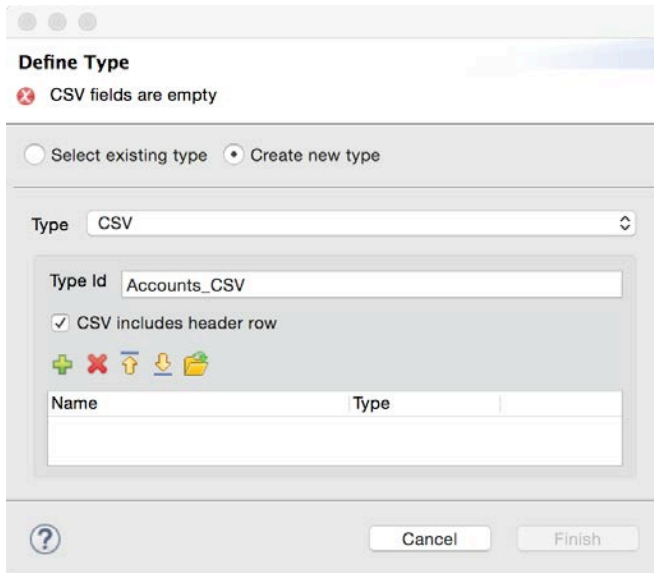 Define Type
CSV fields are empty
Select existing type Create new type
Type CSV
Type Id Accounts_CSV
CSV includes header row
Name Type
? Cancel Finish